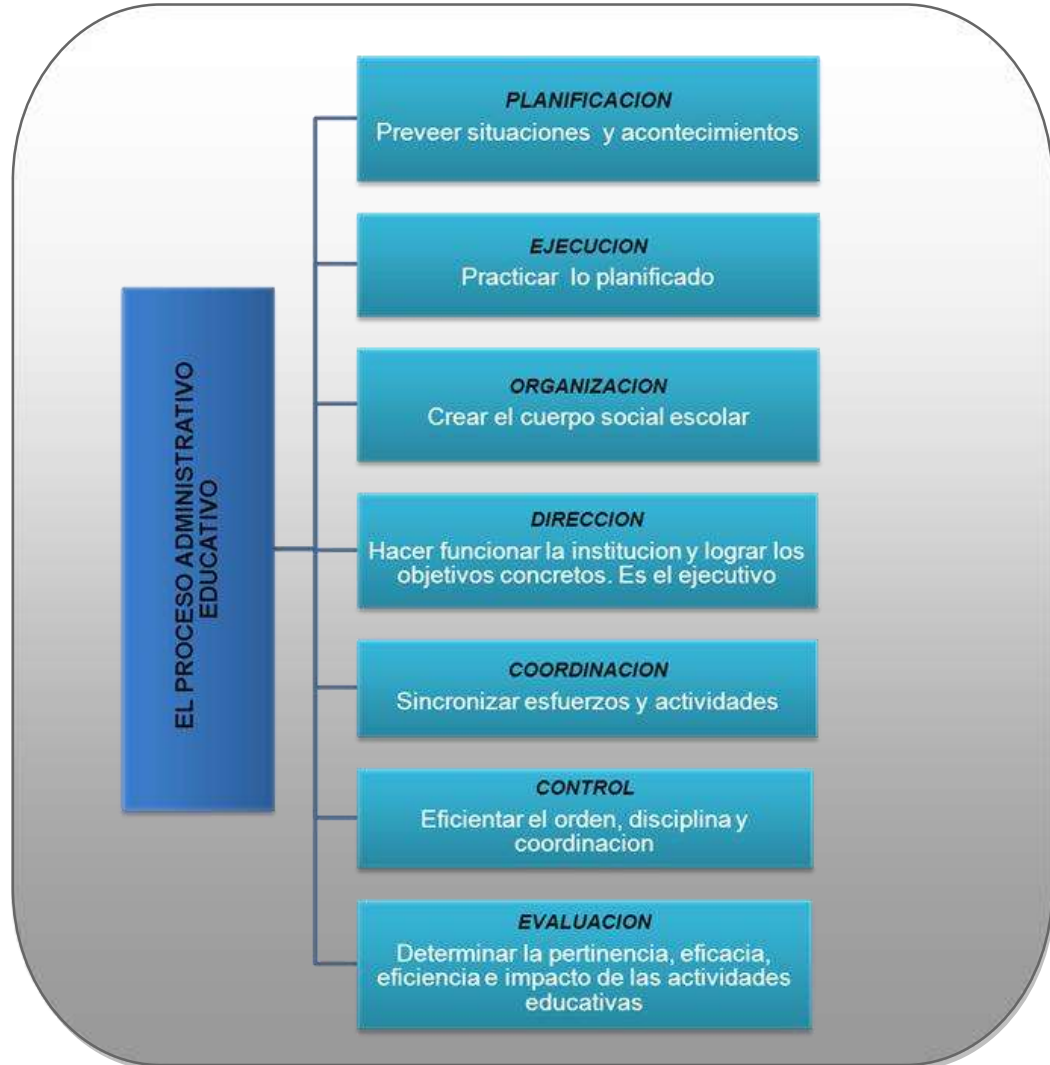 EL PROCESO ADMINISTRATIVO
EDUCATIVO
PLANIFICACION
Preveer situaciones y acontecimientos
EJECUCION
Practicar lo planificado
ORGANIZACION
Crear el cuerpo social escolar
DIRECCION
Hacer funcionar la institucion y lograr los
objetivos concretos. Es el ejecutivo
COORDINACION
Sincronizar esfuerzos y actividades
CONTROL
Eficientar el orden, disciplina y
coordinacion
EVALUACION
Determinar la pertinencia, eficacia,
eficiencia e impacto de las actividades
educativas